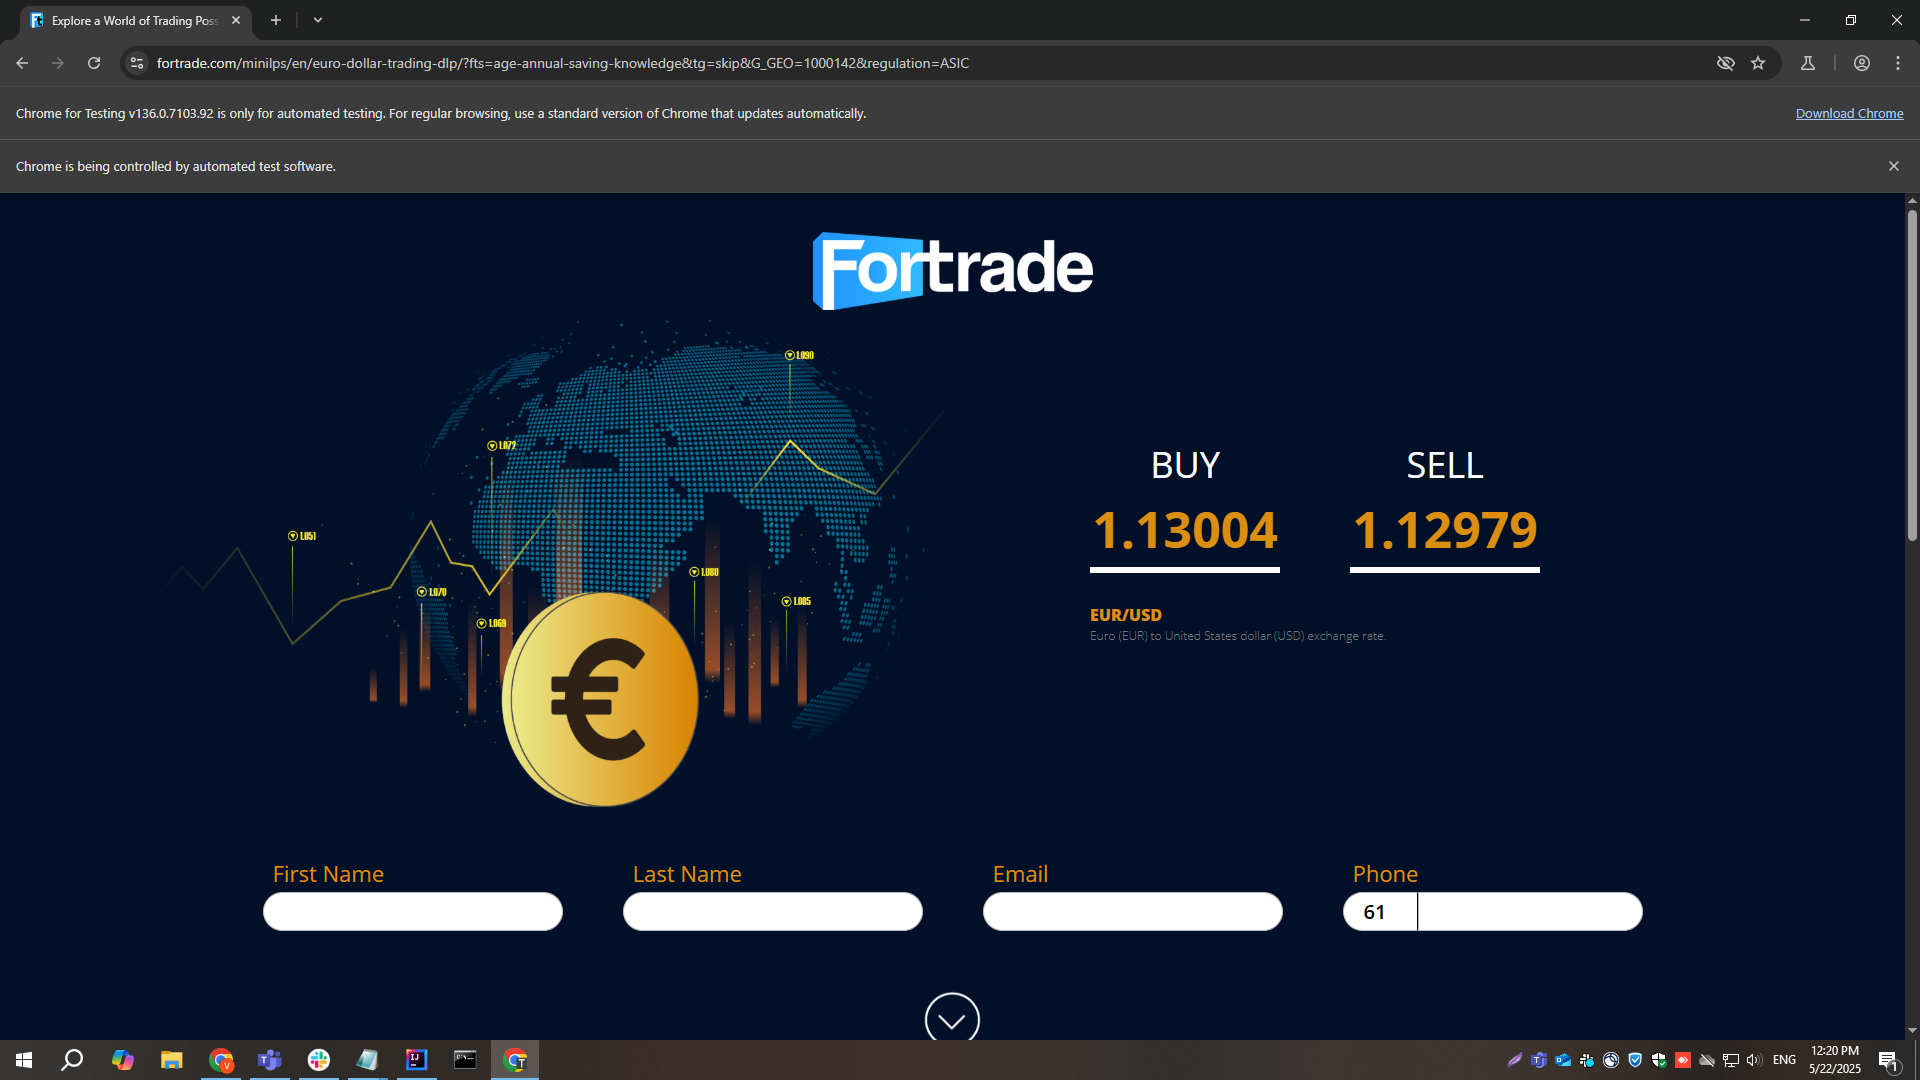 Explore a World of Trading Poss
fortrade.com/minilps/en/euro-dollar-trading-dlp/?fts=age-annual-saving-knowledge&tg=skip&G_GEO=1000142&regulation=ASIC
Chrome for Testing v136.0.7103.92 is only for automated testing. For regular browsing, use a standard version of Chrome that updates automatically.
Download Chrome
Chrome is being controlled by automated test software.
Fortrade
1.090
1.072
1.051
1.080
1.070
1.085
1.069
€
BUY
SELL
1.13004
1.12979
EUR/USD
Euro (EUR) to United States dollar (USD) exchange rate.
First Name
Last Name
Email
Phone
61
ENG
12:20 PM
5/22/2025
1